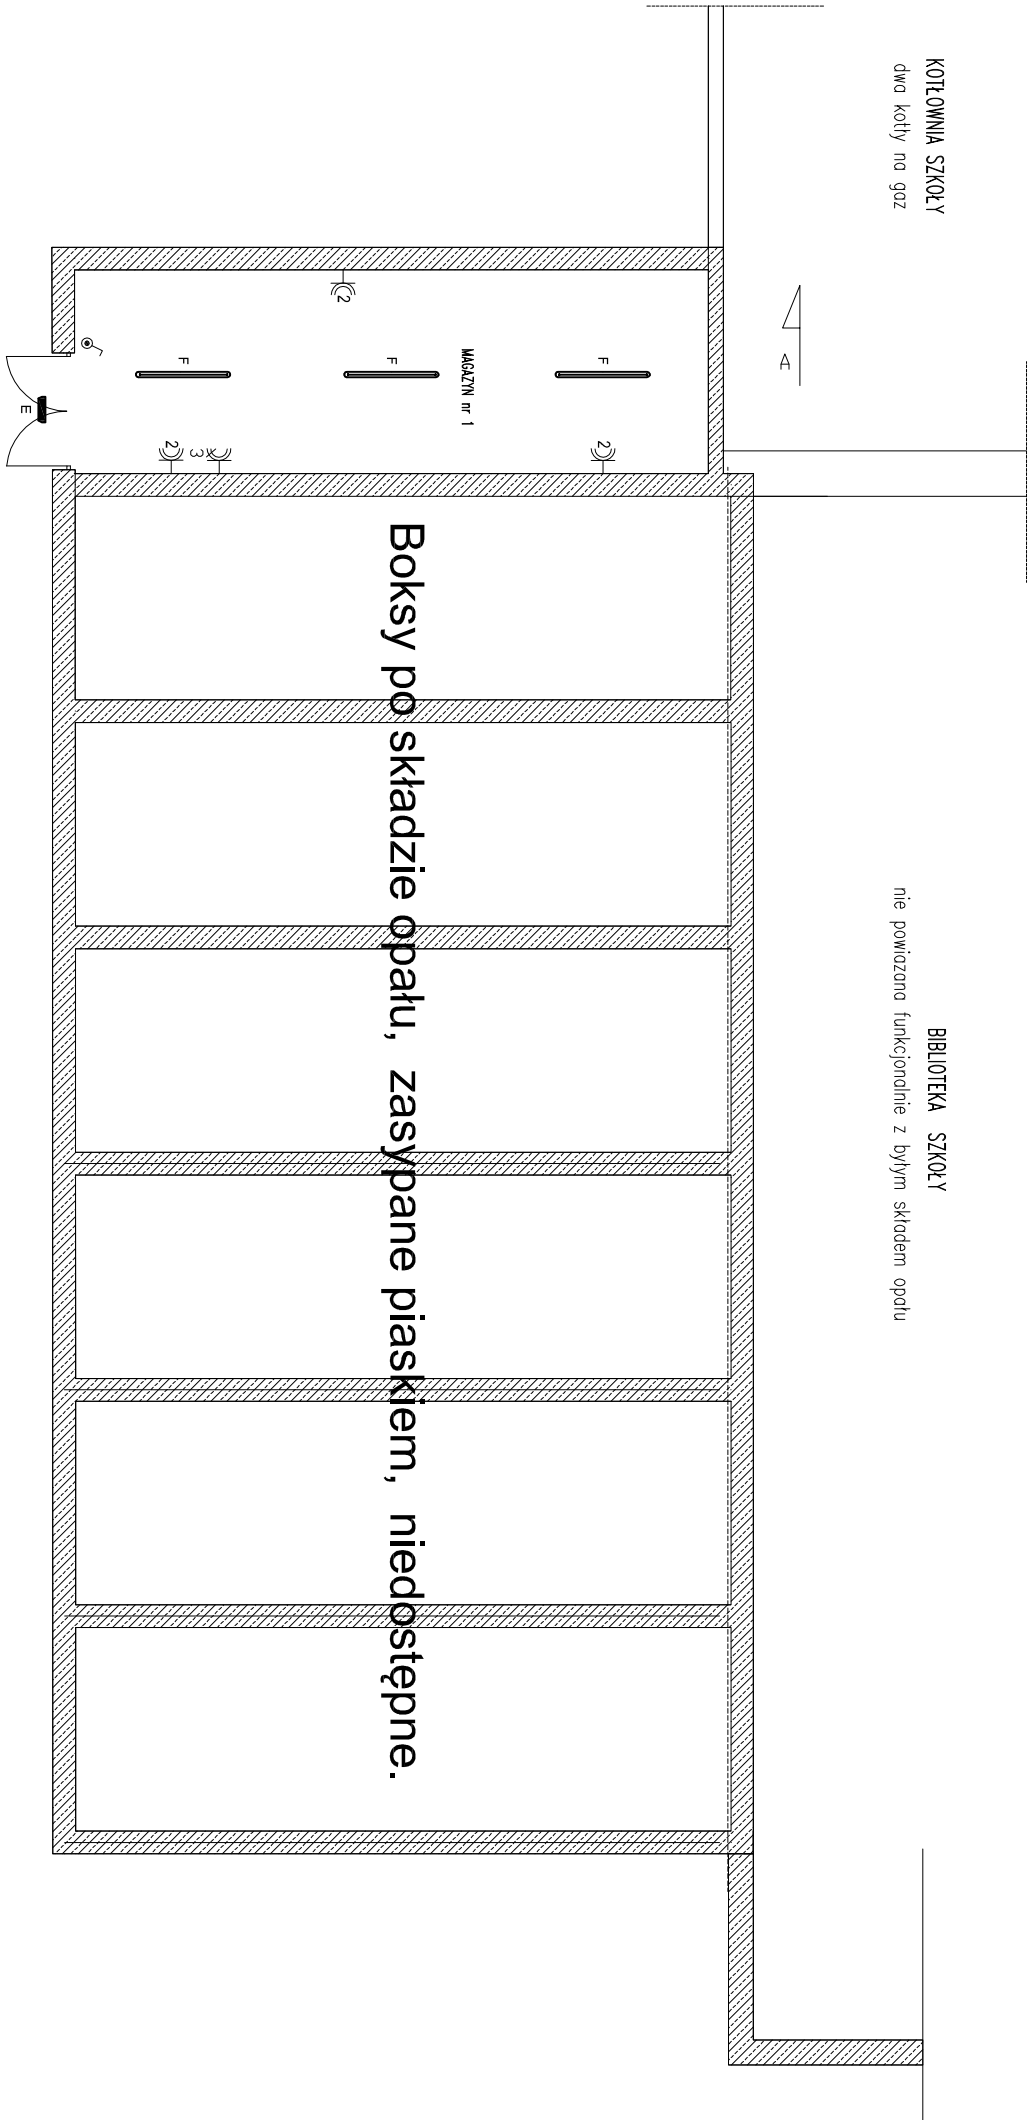 KOTŁOWNIA SZKOŁY
dwa kotły na gaz
BIBLIOTEKA SZKOŁY
nie powiązana funkcjonalnie z byłym składem opału
A
MAGAZYN nr 1
F
F
F
2
2
3
2
E
Boksy po składzie opału, zasypane piaskiem, niedostępne.